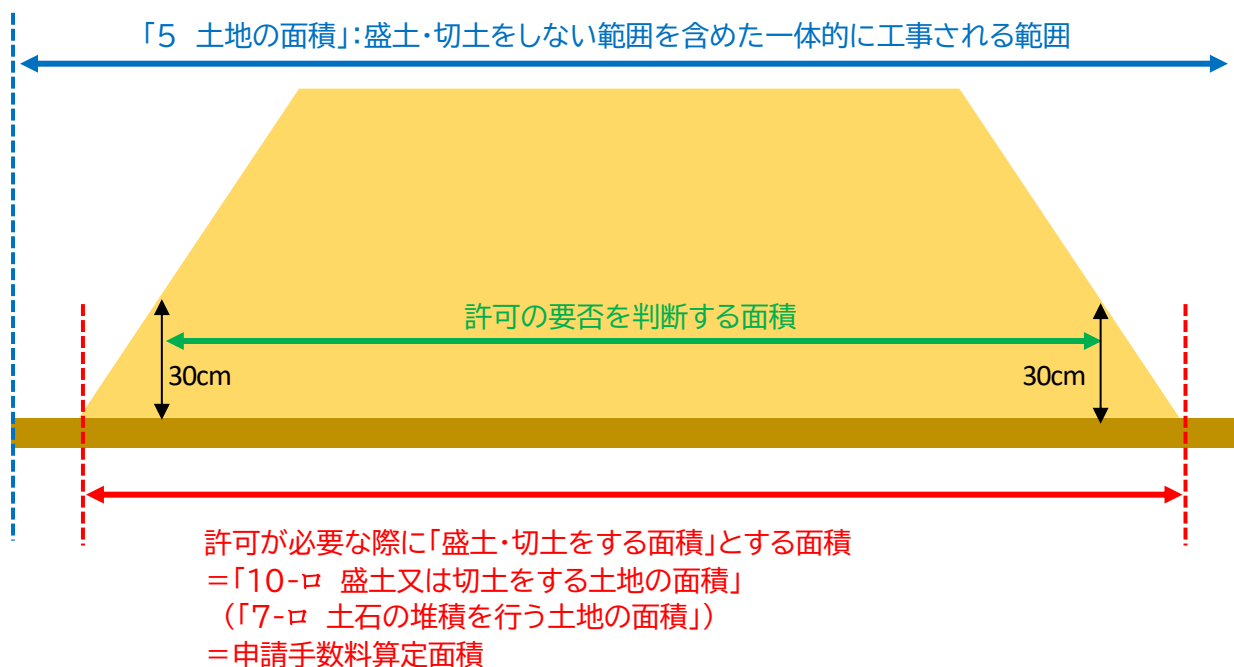 「5　土地の面積」：盛土・切土をしない範囲を含めた一体的に工事される範囲
許可の要否を判断する面積
30cm
30cm
許可が必要な際に「盛土・切土をする面積」とする面積
＝「10-ロ　盛土又は切土をする土地の面積」
（「7-ロ　土石の堆積を行う土地の面積」）
＝申請手数料算定面積